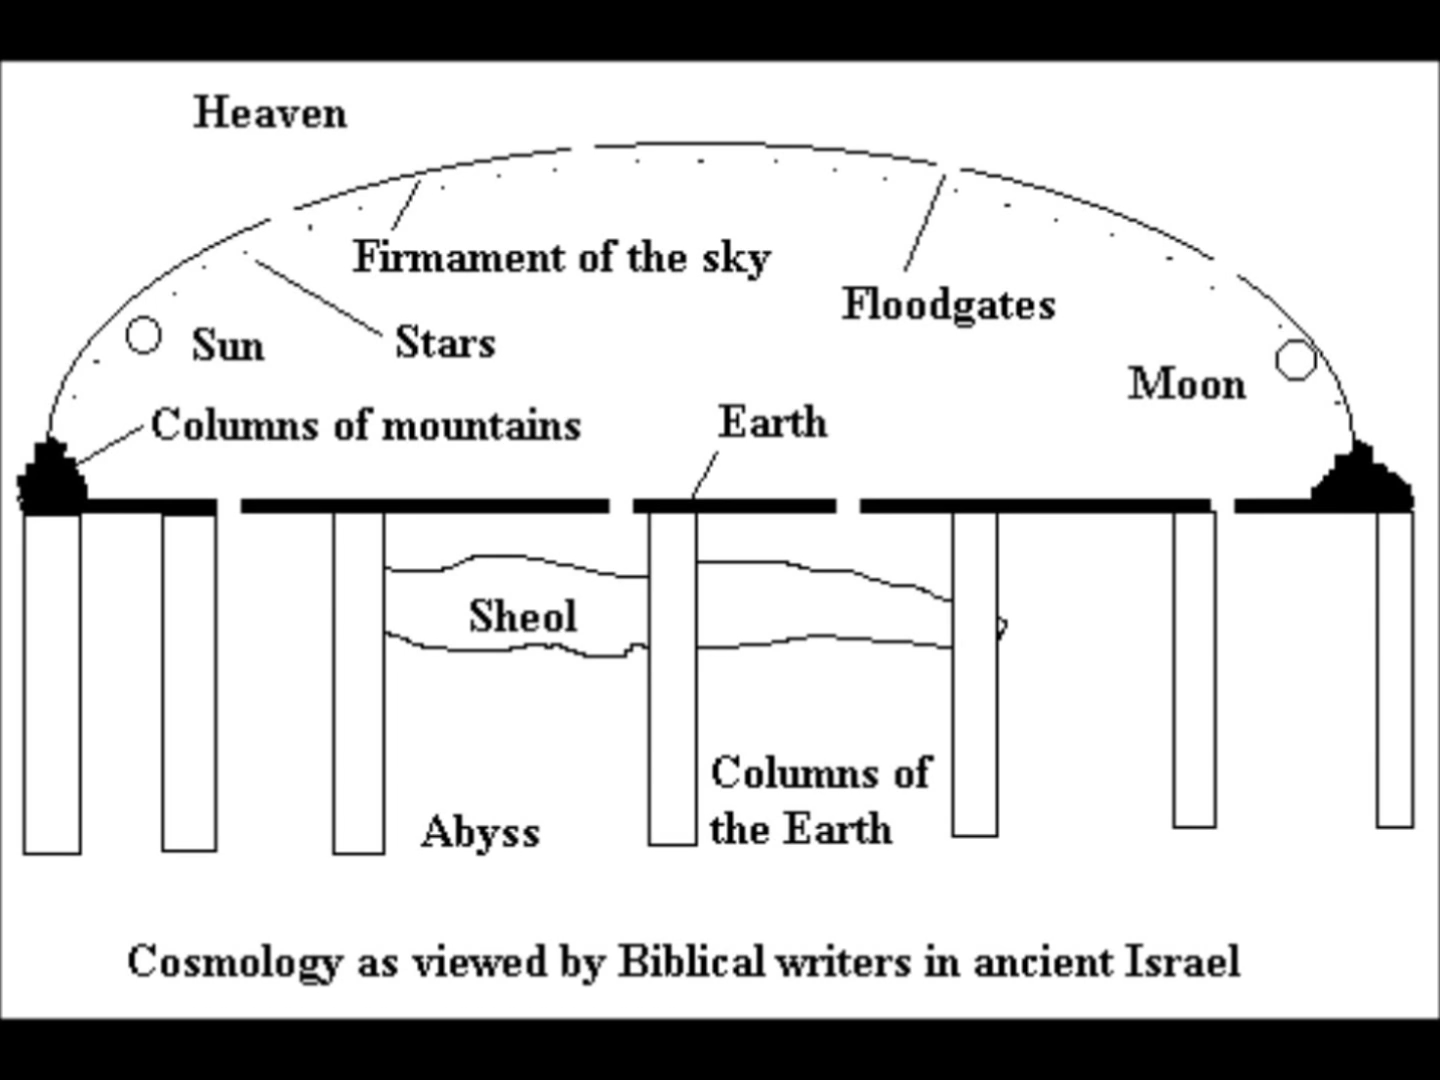 Heaven
Firmament of the sky
Floodgates
Sun
Stars
Moon
Columns of mountains
Earth
Sheol
Columns of
the Earth
Abyss
Cosmology as viewed by Biblical writers in ancient Israel